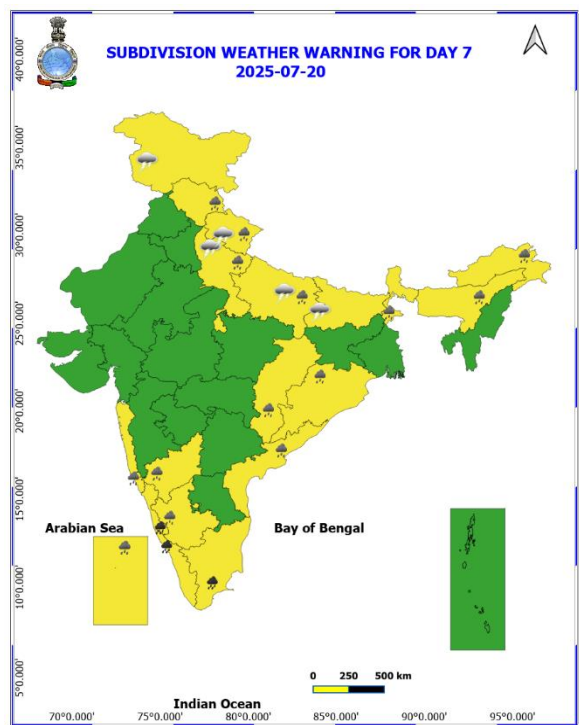 SUBDIVISION WEATHER WARNING FOR DAY 7
2025-07-20
40°0.000'
35°0.000'
30°0.000'
25°0.000'
20°0.000'
15°0.000'
10°0.000'
5°0.000'
Arabian Sea
Bay of Bengal
0 250 500 km
Indian Ocean
70°0.000' 75°0.000' 80°0.000' 85°0.000' 90°0.000' 95°0.000'